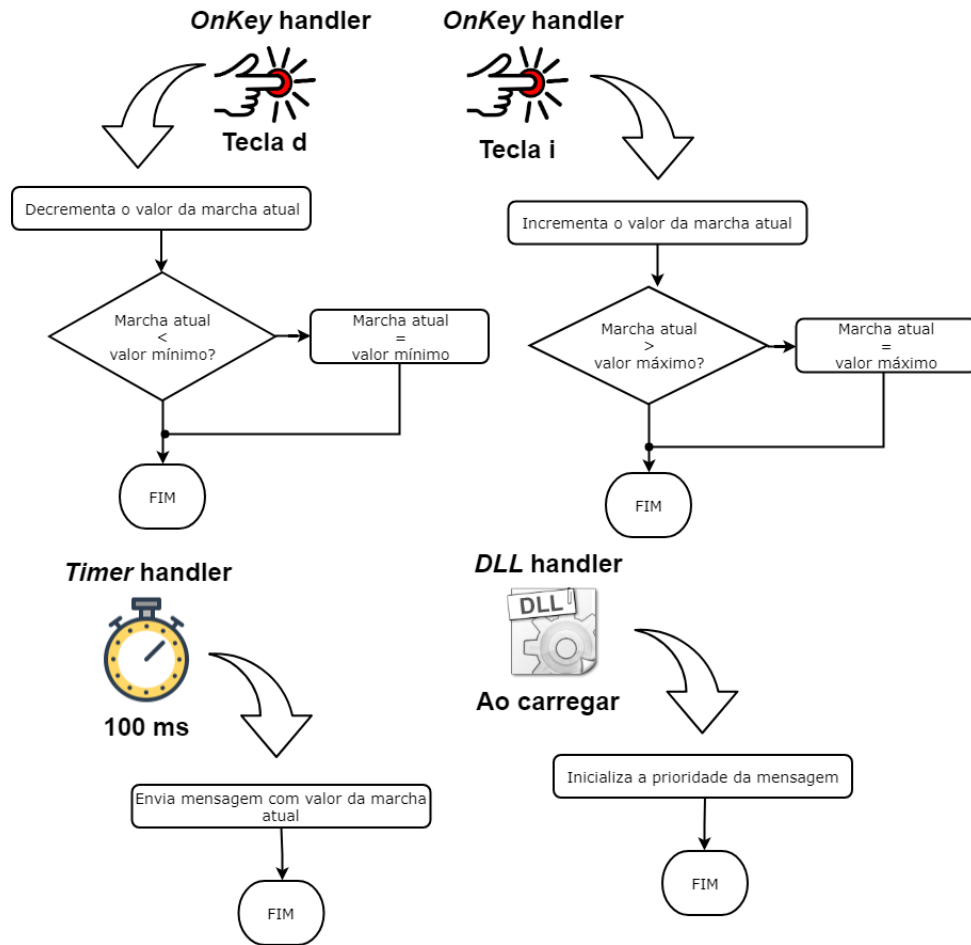 OnKey handler
Tecla d
Decrementa o valor da marcha atual
Marcha atual
<
valor mínimo?
Marcha atual
=
valor mínimo
FIM
OnKey handler
Tecla i
Incrementa o valor da marcha atual
Marcha atual
>
valor máximo?
Marcha atual
=
valor máximo
FIM
Timer handler
100 ms
Envia mensagem com valor da marcha
atual
FIM
DLL handler
DLL
Ao carregar
Inicializa a prioridade da mensagem
FIM